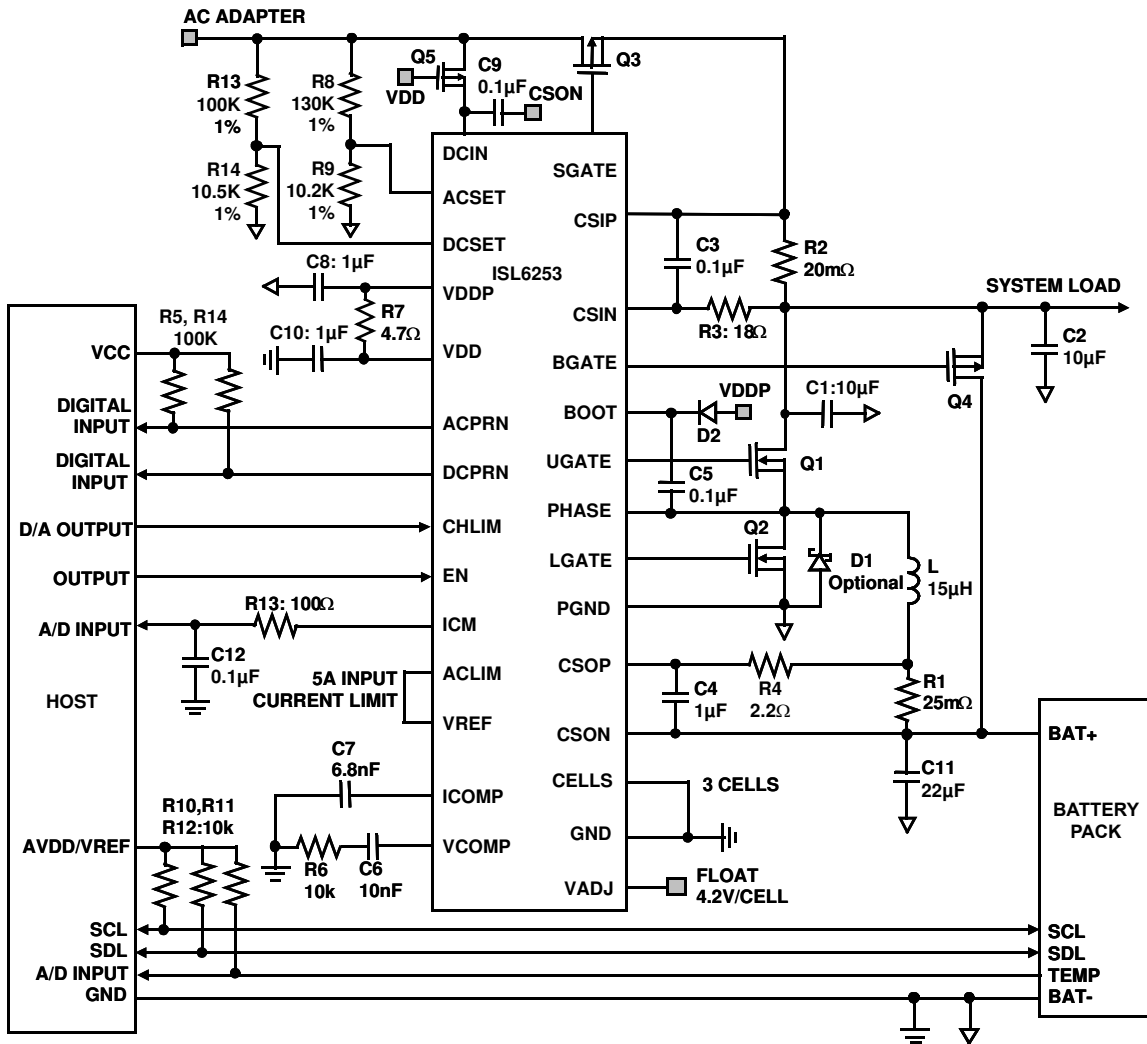 AC ADAPTER
R13
100K
1%
R14
10.5K
1%
R8
130K
1%
R9
10.2K
1%
Q5
VDD
C9
0.1µF
CSON
Q3
DCIN
ACSET
DCSET
VDDP
VDD
ACPRN
DCPRN
CHLIM
EN
ICM
ACLIM
VREF
ICOMP
VCOMP
ISL6253
SGATE
CSIP
CSIN
BGATE
BOOT
UGATE
PHASE
LGATE
PGND
CSOP
CSON
CELLS
GND
VADJ
C8: 1µF
R7
4.7Ω
C10: 1µF
R5, R14
100K
VCC
DIGITAL
INPUT
DIGITAL
INPUT
D/A OUTPUT
OUTPUT
A/D INPUT
HOST
AVDD/VREF
SCL
SDL
A/D INPUT
GND
R13: 100Ω
C12
0.1µF
5A INPUT
CURRENT LIMIT
C7
6.8nF
R6
10k
C6
10nF
R10,R11
R12:10k
C3
0.1µF
R2
20mΩ
R3: 18Ω
SYSTEM LOAD
C2
10µF
Q4
C1:10µF
VDDP
D2
C5
0.1µF
Q1
Q2
D1
Optional
L
15µH
C4
1µF
R4
2.2Ω
R1
25mΩ
C11
22µF
3 CELLS
FLOAT
4.2V/CELL
BAT+
BATTERY
PACK
SCL
SDL
TEMP
BAT-